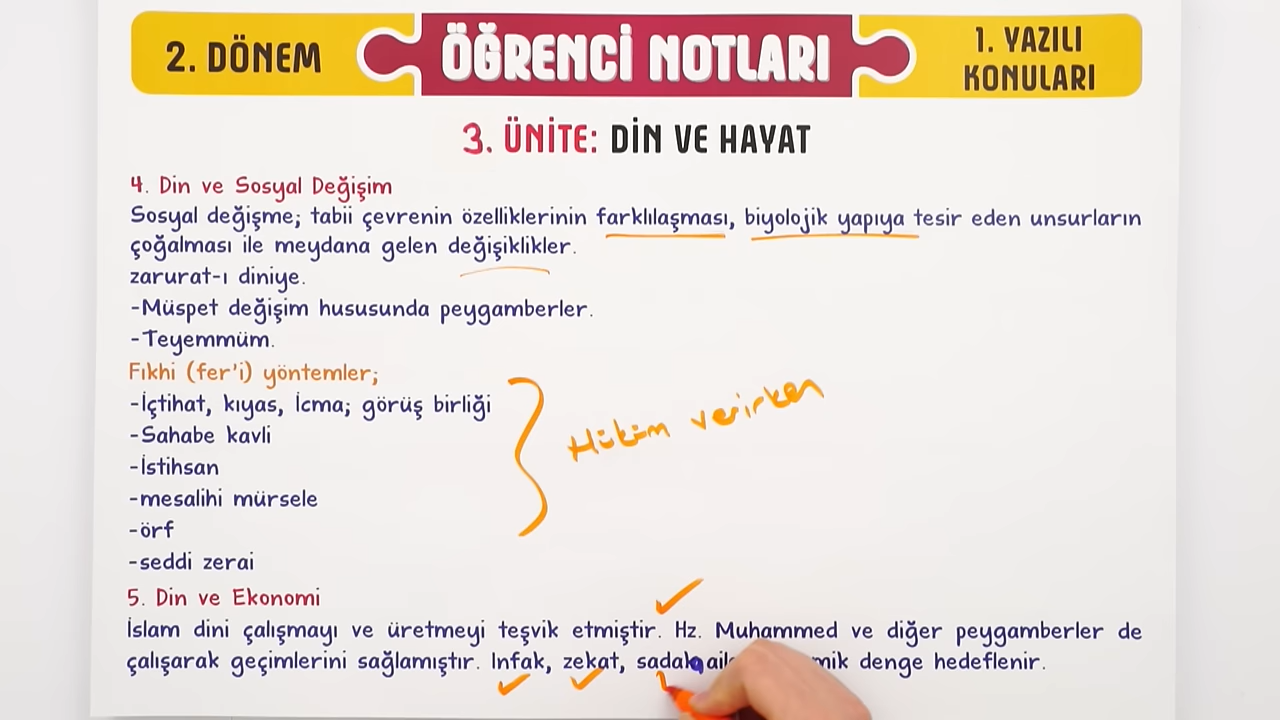 2. DÖNEM
ÖĞRENCİ NOTLARI
1. YAZILI
KONULARI
3. ÜNİTE: DİN VE HAYAT
4. Din ve Sosyal Değişim
Sosyal değişme; tabii çevrenin özelliklerinin farklılaşması, biyolojik yapıya tesir eden unsurların
çoğalması ile meydana gelen değişiklikler.
zarurat-ı diniye.
-Müspet değişim hususunda peygamberler.
-Teyemmüm.
Fıkhi (fer'i) yöntemler;
-İçtihat, kıyas, İcma; görüş birliği
-Sahabe kavli
-İstihsan
-mesalihi mürsele
-örf
-seddi zerai
Hüküm verirken
5. Din ve Ekonomi
İslam dini çalışmayı ve üretmeyi teşvik etmiştir. Hz. Muhammed ve diğer peygamberler de
çalışarak geçimlerini sağlamıştır. Infak, zekat, denge hedeflenir.